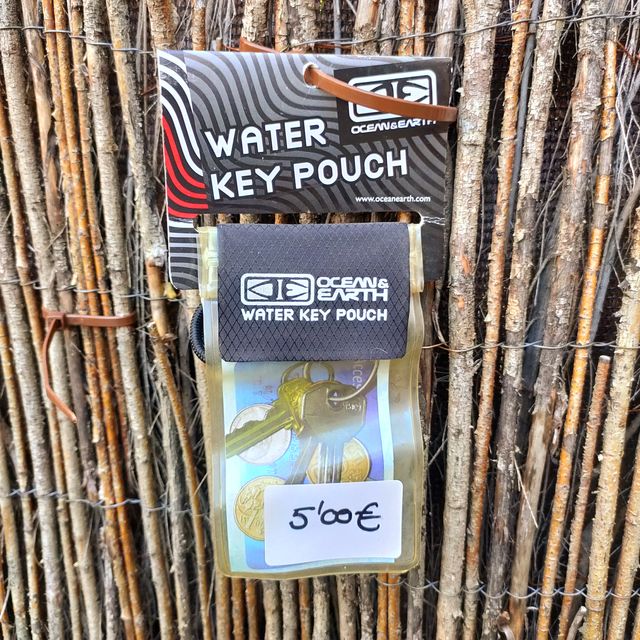 OCEAN&EARTH
WATER
KEY POUCH
www.oceanearth.com
OCEAN&
EARTH
WATER KEY POUCH
5'00€